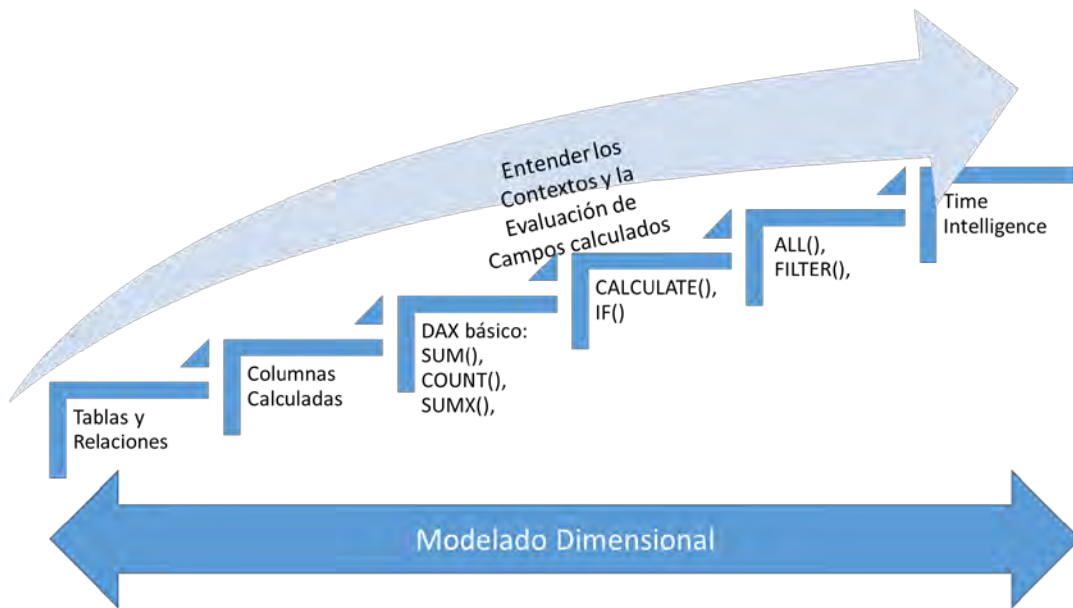 Entender los
Contextos y la
Evaluación de
Campos calculados
Tablas y
Relaciones
Columnas
Calculadas
DAX básico:
SUM(),
COUNT(),
SUMX(),
CALCULATE(),
IF()
ALL(),
FILTER(),
Time
Intelligence
Modelado Dimensional